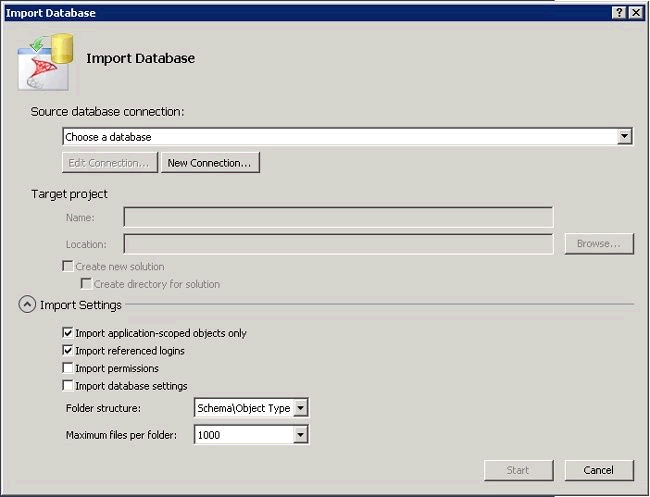 Import Database
Import Database
Source database connection:
Choose a database
Edit Connection... New Connection...
Target project
Name:
Location: Browse...
Create new solution
Create directory for solution
Import Settings
Import application-scoped objects only
Import referenced logins
Import permissions
Import database settings
Folder structure: Schema\Object Type
Maximum files per folder: 1000
Start Cancel